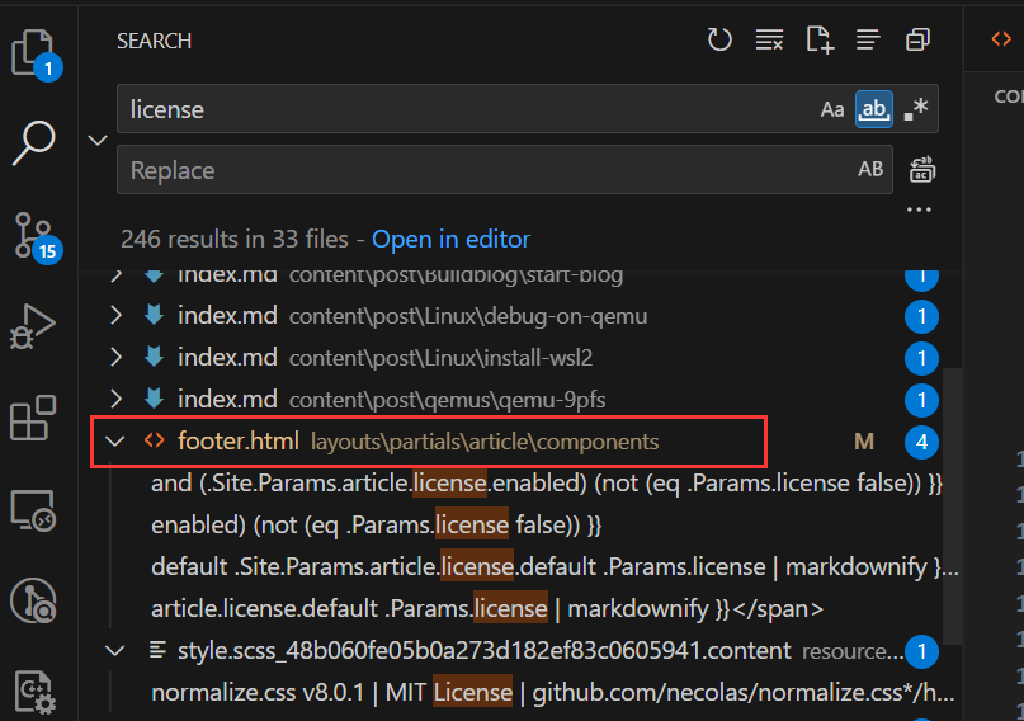 SEARCH
1
license
Aa
ab
.*
Replace
AB
ab
ac
...
15
246 results in 33 files - Open in editor
index.md content\post\Buildblog\start-blog 1
index.md content\post\Linux\debug-on-qemu 1
index.md content\post\Linux\install-wsl2 1
index.md content\post\qemus\qemu-9pfs 1
footer.html layouts\partials\article\components M 4
and (.Site.Params.article.license.enabled) (not (eq .Params.license false)) }}
enabled) (not (eq .Params.license false)) }}
default .Site.Params.article.license.default .Params.license | markdownify }...
article.license.default .Params.license | markdownify }}</span>
style.scss_48b060fe05b0a273d182ef83c0605941.content resource... 1
normalize.css v8.0.1 | MIT License | github.com/necolas/normalize.css*/h...